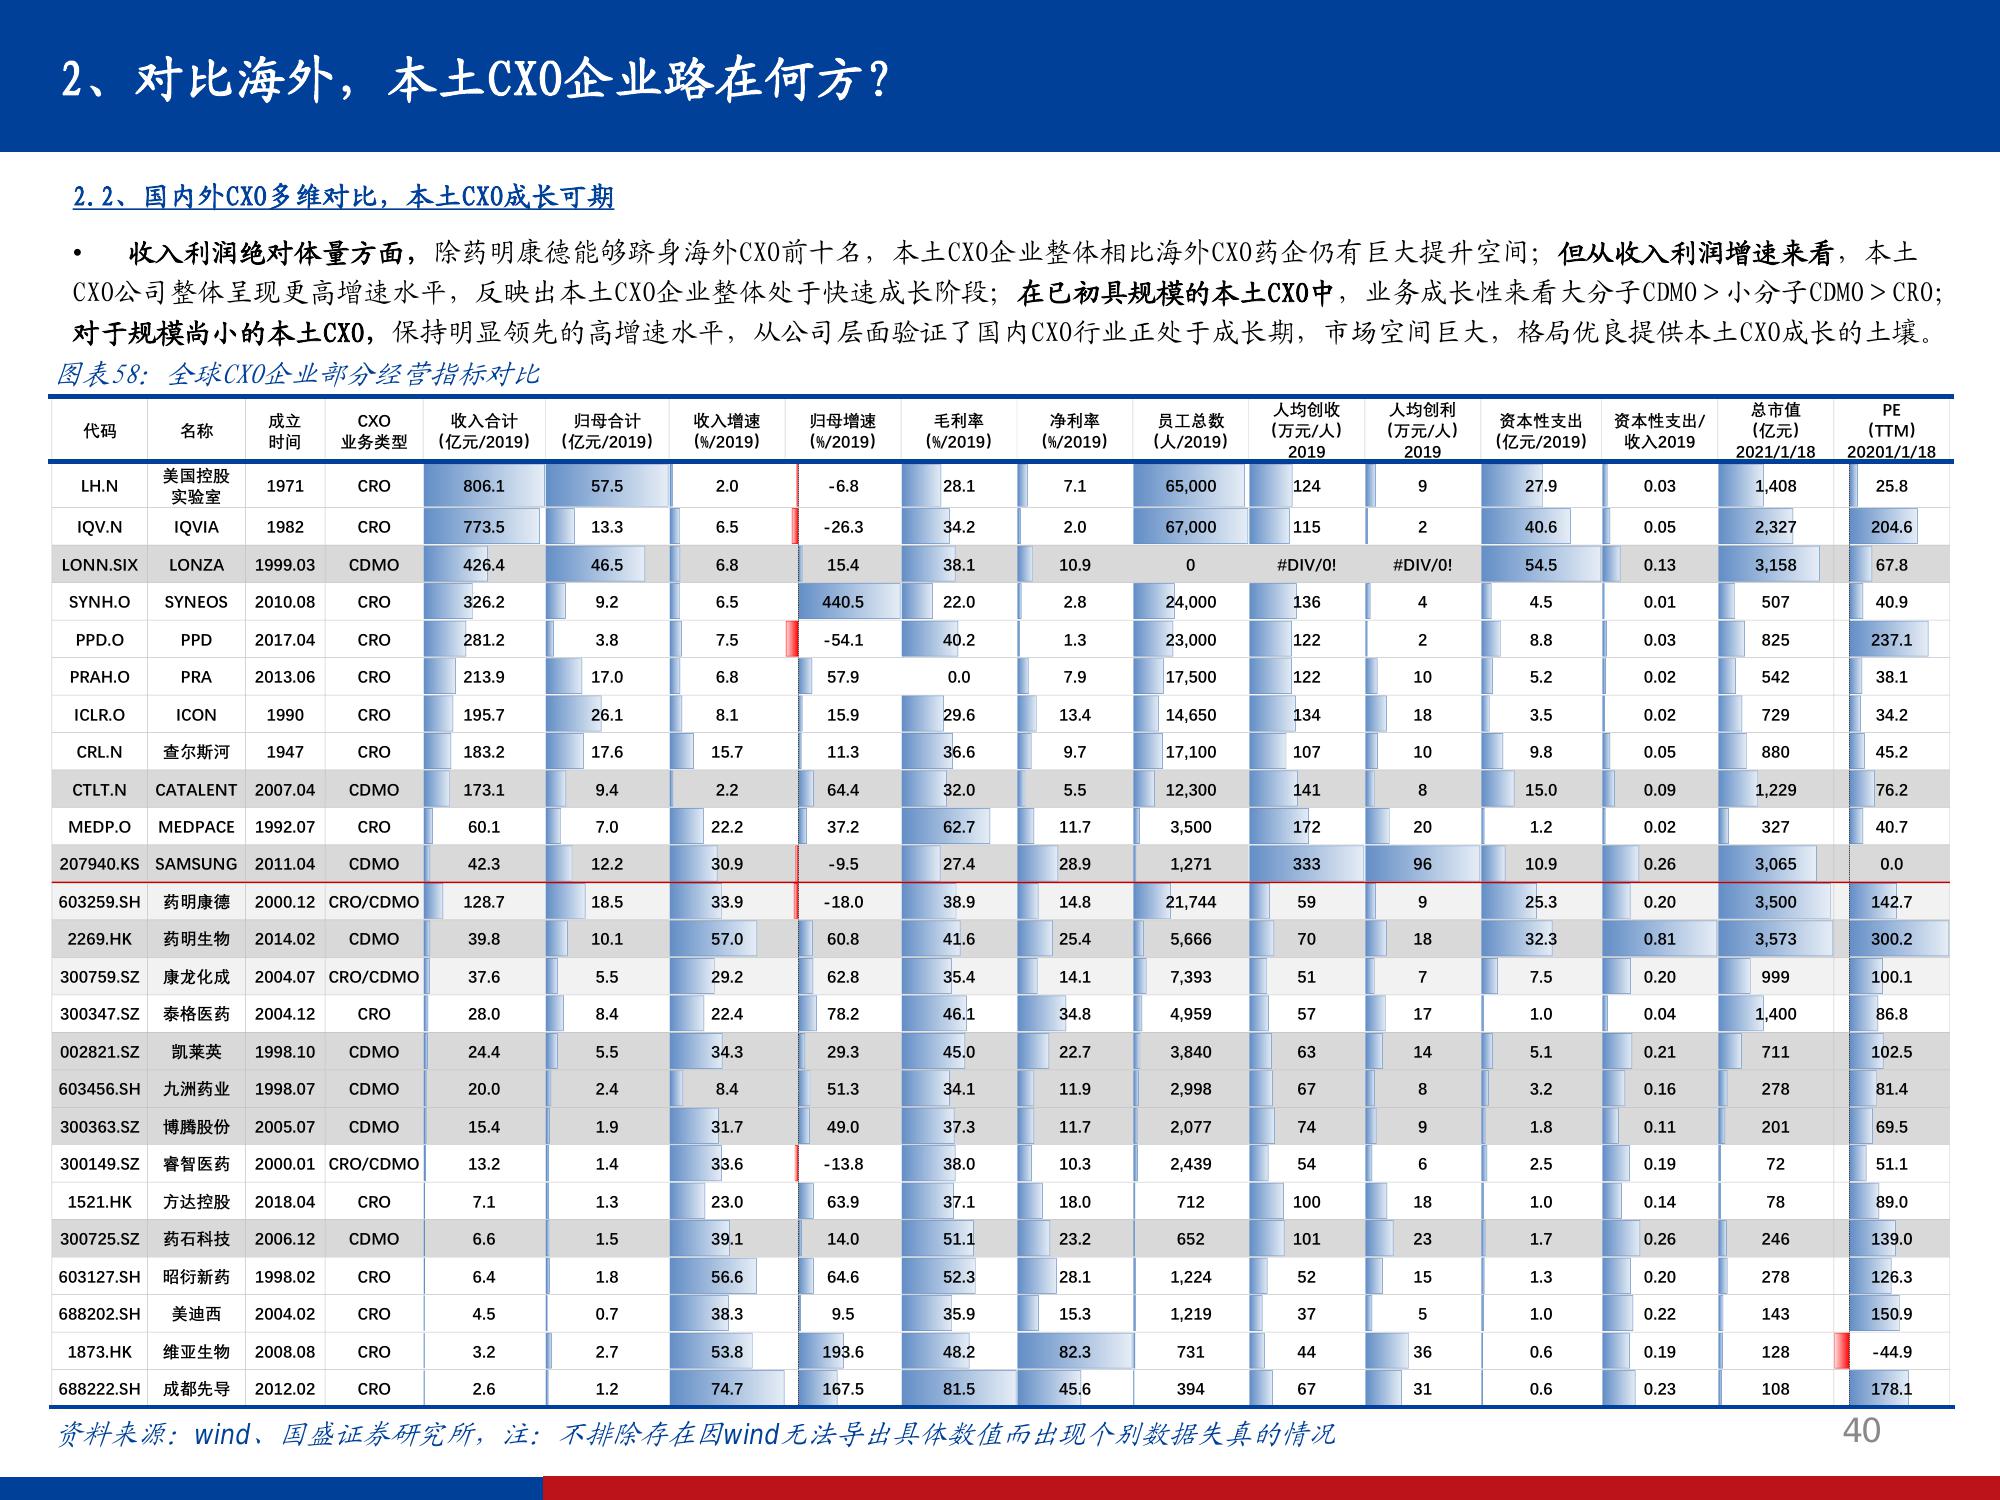 2、对比海外，本土CXO企业路在何方？
2.2、国内外CXO多维对比，本土CXO成长可期
• 收入利润绝对体量方面，除药明康德能够跻身海外CXO前十名，本土CXO企业整体相比海外CXO药企仍有巨大提升空间；但从收入利润增速来看，本土
CXO公司整体呈现更高增速水平，反映出本土CXO企业整体处于快速成长阶段；在已初具规模的本土CXO中，业务成长性来看大分子CDMO＞小分子CDMO＞CRO；
对于规模尚小的本土CXO，保持明显领先的高增速水平，从公司层面验证了国内CXO行业正处于成长期，市场空间巨大，格局优良提供本土CXO成长的土壤。
图表58：全球CXO企业部分经营指标对比
代码 名称 成立时间 CXO业务类型 收入合计(亿元/2019) 归母合计(亿元/2019) 收入增速(%/2019) 归母增速(%/2019) 毛利率(%/2019) 净利率(%/2019) 员工总数(人/2019) 人均创收(万元/人)2019 人均创利(万元/人)2019 资本性支出(亿元/2019) 资本性支出/收入2019 总市值(亿元)2021/1/18 PE(TTM)20201/1/18
LH.N 美国控股实验室 1971 CRO 806.1 57.5 2.0 -6.8 28.1 7.1 65,000 124 9 27.9 0.03 1,408 25.8
IQV.N IQVIA 1982 CRO 773.5 13.3 6.5 -26.3 34.2 2.0 67,000 115 2 40.6 0.05 2,327 204.6
LONN.SIX LONZA 1999.03 CDMO 426.4 46.5 6.8 15.4 38.1 10.9 0 #DIV/0! #DIV/0! 54.5 0.13 3,158 67.8
SYNH.O SYNEOS 2010.08 CRO 326.2 9.2 6.5 440.5 22.0 2.8 24,000 136 4 4.5 0.01 507 40.9
PPD.O PPD 2017.04 CRO 281.2 3.8 7.5 -54.1 40.2 1.3 23,000 122 2 8.8 0.03 825 237.1
PRAH.O PRA 2013.06 CRO 213.9 17.0 6.8 57.9 0.0 7.9 17,500 122 10 5.2 0.02 542 38.1
ICLR.O ICON 1990 CRO 195.7 26.1 8.1 15.9 29.6 13.4 14,650 134 18 3.5 0.02 729 34.2
CRL.N 查尔斯河 1947 CRO 183.2 17.6 15.7 11.3 36.6 9.7 17,100 107 10 9.8 0.05 880 45.2
CTLT.N CATALENT 2007.04 CDMO 173.1 9.4 2.2 64.4 32.0 5.5 12,300 141 8 15.0 0.09 1,229 76.2
MEDP.O MEDPACE 1992.07 CRO 60.1 7.0 22.2 37.2 62.7 11.7 3,500 172 20 1.2 0.02 327 40.7
207940.KS SAMSUNG 2011.04 CDMO 42.3 12.2 30.9 -9.5 27.4 28.9 1,271 333 96 10.9 0.26 3,065 0.0
603259.SH 药明康德 2000.12 CRO/CDMO 128.7 18.5 33.9 -18.0 38.9 14.8 21,744 59 9 25.3 0.20 3,500 142.7
2269.HK 药明生物 2014.02 CDMO 39.8 10.1 57.0 60.8 41.6 25.4 5,666 70 18 32.3 0.81 3,573 300.2
300759.SZ 康龙化成 2004.07 CRO/CDMO 37.6 5.5 29.2 62.8 35.4 14.1 7,393 51 7 7.5 0.20 999 100.1
300347.SZ 泰格医药 2004.12 CRO 28.0 8.4 22.4 78.2 46.1 34.8 4,959 57 17 1.0 0.04 1,400 86.8
002821.SZ 凯莱英 1998.10 CDMO 24.4 5.5 34.3 29.3 45.0 22.7 3,840 63 14 5.1 0.21 711 102.5
603456.SH 九洲药业 1998.07 CDMO 20.0 2.4 8.4 51.3 34.1 11.9 2,998 67 8 3.2 0.16 278 81.4
300363.SZ 博腾股份 2005.07 CDMO 15.4 1.9 31.7 49.0 37.3 11.7 2,077 74 9 1.8 0.11 201 69.5
300149.SZ 睿智医药 2000.01 CRO/CDMO 13.2 1.4 33.6 -13.8 38.0 10.3 2,439 54 6 2.5 0.19 72 51.1
1521.HK 方达控股 2018.04 CRO 7.1 1.3 23.0 63.9 37.1 18.0 712 100 18 1.0 0.14 78 89.0
300725.SZ 药石科技 2006.12 CDMO 6.6 1.5 39.1 14.0 51.1 23.2 652 101 23 1.7 0.26 246 139.0
603127.SH 昭衍新药 1998.02 CRO 6.4 1.8 56.6 64.6 52.3 28.1 1,224 52 15 1.3 0.20 278 126.3
688202.SH 美迪西 2004.02 CRO 4.5 0.7 38.3 9.5 35.9 15.3 1,219 37 5 1.0 0.22 143 150.9
1873.HK 维亚生物 2008.08 CRO 3.2 2.7 53.8 193.6 48.2 82.3 731 44 36 0.6 0.19 128 -44.9
688222.SH 成都先导 2012.02 CRO 2.6 1.2 74.7 167.5 81.5 45.6 394 67 31 0.6 0.23 108 178.1
资料来源：wind、国盛证券研究所，注：不排除存在因wind无法导出具体数值而出现个别数据失真的情况
40